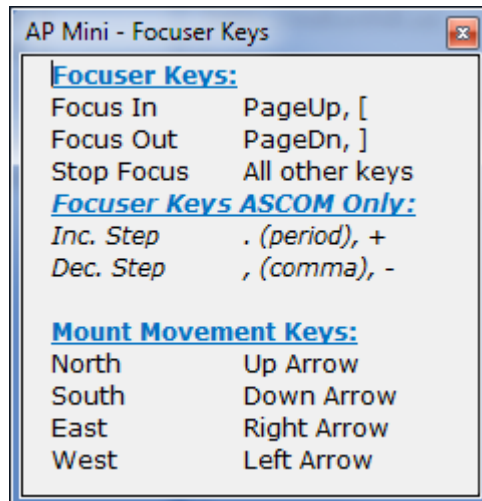 AP Mini - Focuser Keys
Focuser Keys:
Focus In PageUp, [
Focus Out PageDn, ]
Stop Focus All other keys
Focuser Keys ASCOM Only:
Inc. Step . (period), +
Dec. Step , (comma), -
Mount Movement Keys:
North Up Arrow
South Down Arrow
East Right Arrow
West Left Arrow